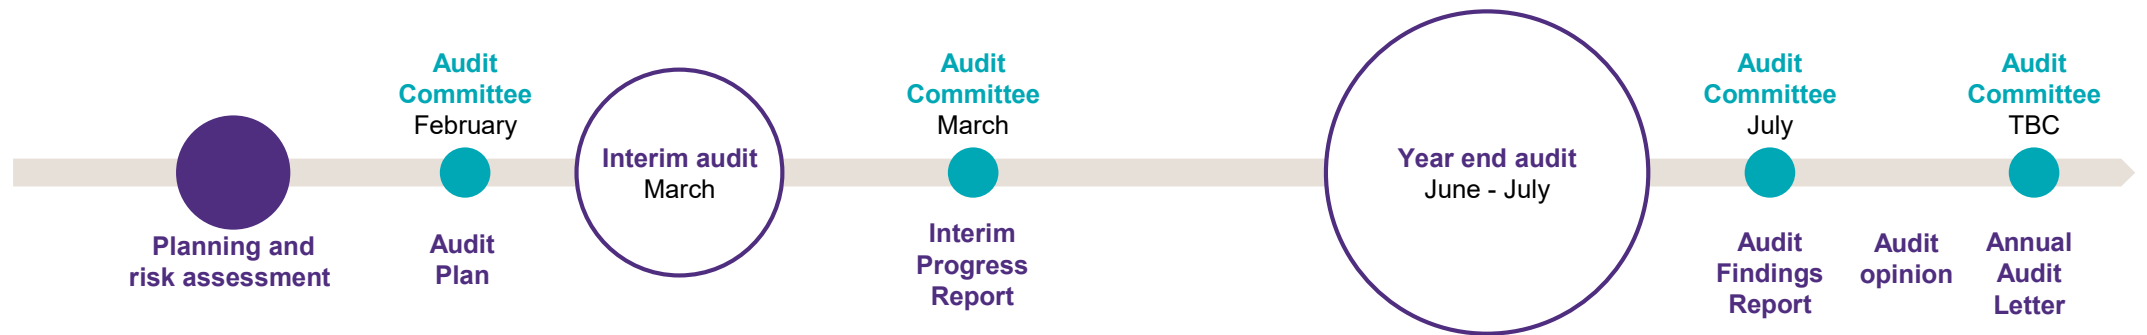 Planning and
risk assessment
Audit
Committee
February
Audit
Plan
Interim audit
March
Audit
Committee
March
Interim
Progress
Report
Year end audit
June - July
Audit
Committee
July
Audit
Findings
Report
Audit
opinion
Audit
Committee
TBC
Annual
Audit
Letter